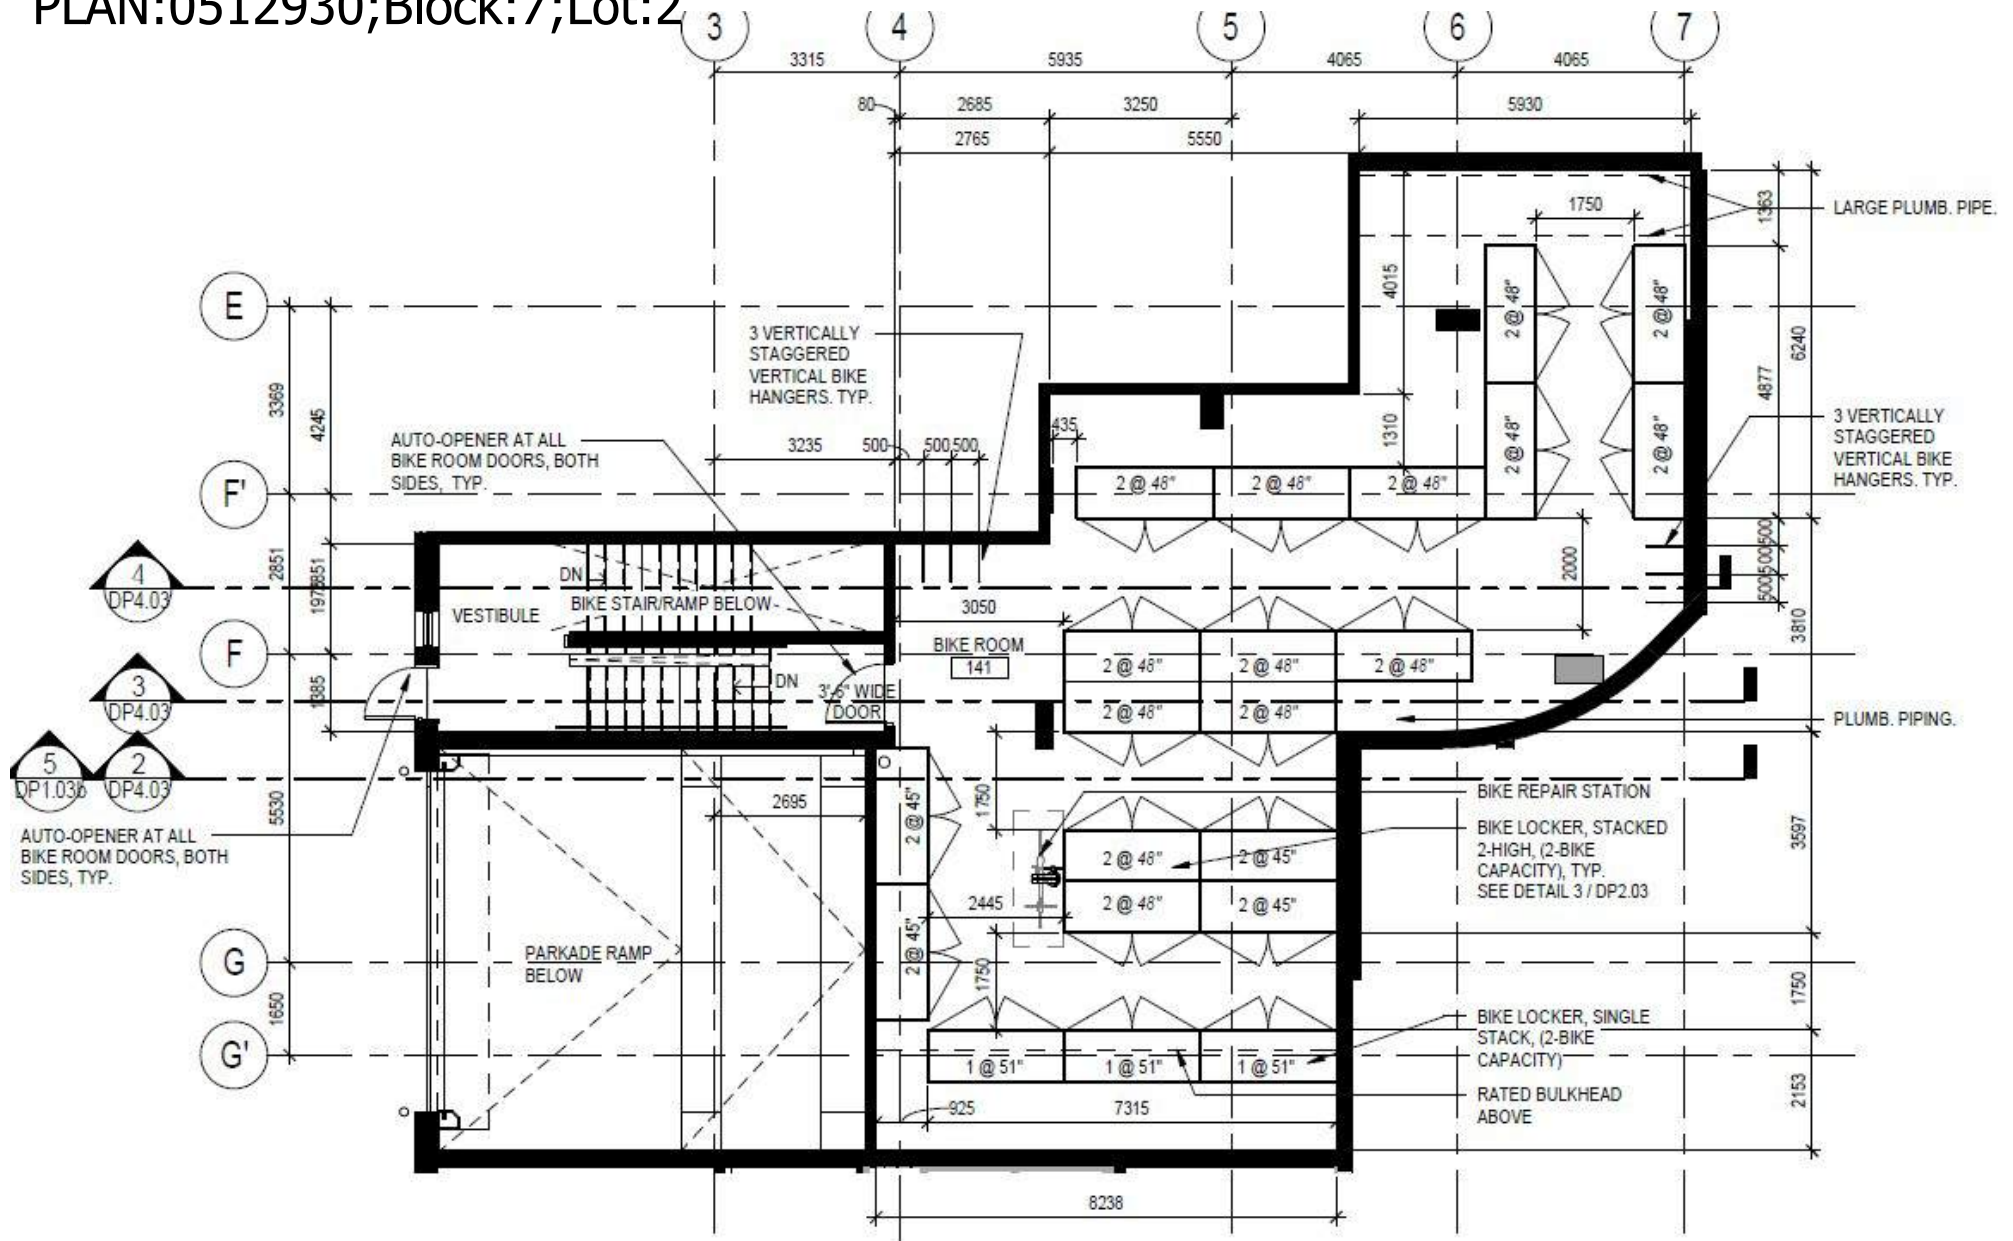 PLAN:0512930;Block:7;Lot:2
3
4
5
6
7
3315
5935
4065
4065
80
2685
3250
5930
2765
5550
1750
1363
LARGE PLUMB. PIPE.
E
4015
2 @ 48"
2 @ 48"
6240
3 VERTICALLY
STAGGERED
VERTICAL BIKE
HANGERS. TYP.
3369
4245
4877
435
1310
2 @ 48"
2 @ 48"
3 VERTICALLY
STAGGERED
VERTICAL BIKE
HANGERS. TYP.
AUTO-OPENER AT ALL
BIKE ROOM DOORS, BOTH
SIDES, TYP.
3235
500
500
500
F'
2 @ 48"
2 @ 48"
2 @ 48"
2851
851
2000
500
500
500
4
DP4.03
DN
VESTIBULE
BIKE STAIR/RAMP BELOW
3050
3810
F
BIKE ROOM
141
2 @ 48"
2 @ 48"
2 @ 48"
1385
3
DP4.03
DN
3'-6" WIDE
DOOR
2 @ 48"
2 @ 48"
PLUMB. PIPING.
5
DP1.03b
2
DP4.03
5530
2695
2 @ 45"
1750
BIKE REPAIR STATION
AUTO-OPENER AT ALL
BIKE ROOM DOORS, BOTH
SIDES, TYP.
2 @ 48"
2 @ 45"
BIKE LOCKER, STACKED
2-HIGH, (2-BIKE
CAPACITY), TYP.
SEE DETAIL 3 / DP2.03
3597
2445
2 @ 48"
2 @ 45"
2 @ 45"
G
PARKADE RAMP
BELOW
1750
1750
1650
BIKE LOCKER, SINGLE
STACK, (2-BIKE
CAPACITY)
G'
1 @ 51"
1 @ 51"
1 @ 51"
2153
925
7315
RATED BULKHEAD
ABOVE
8238